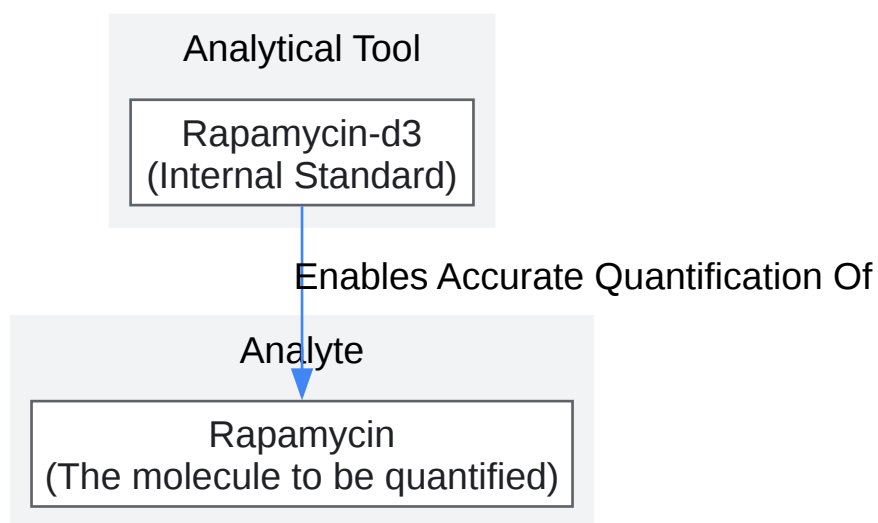 Analytical Tool
Rapamycin-d3
(Internal Standard)
Enables Accurate Quantification Of
Analyte
Rapamycin
(The molecule to be quantified)